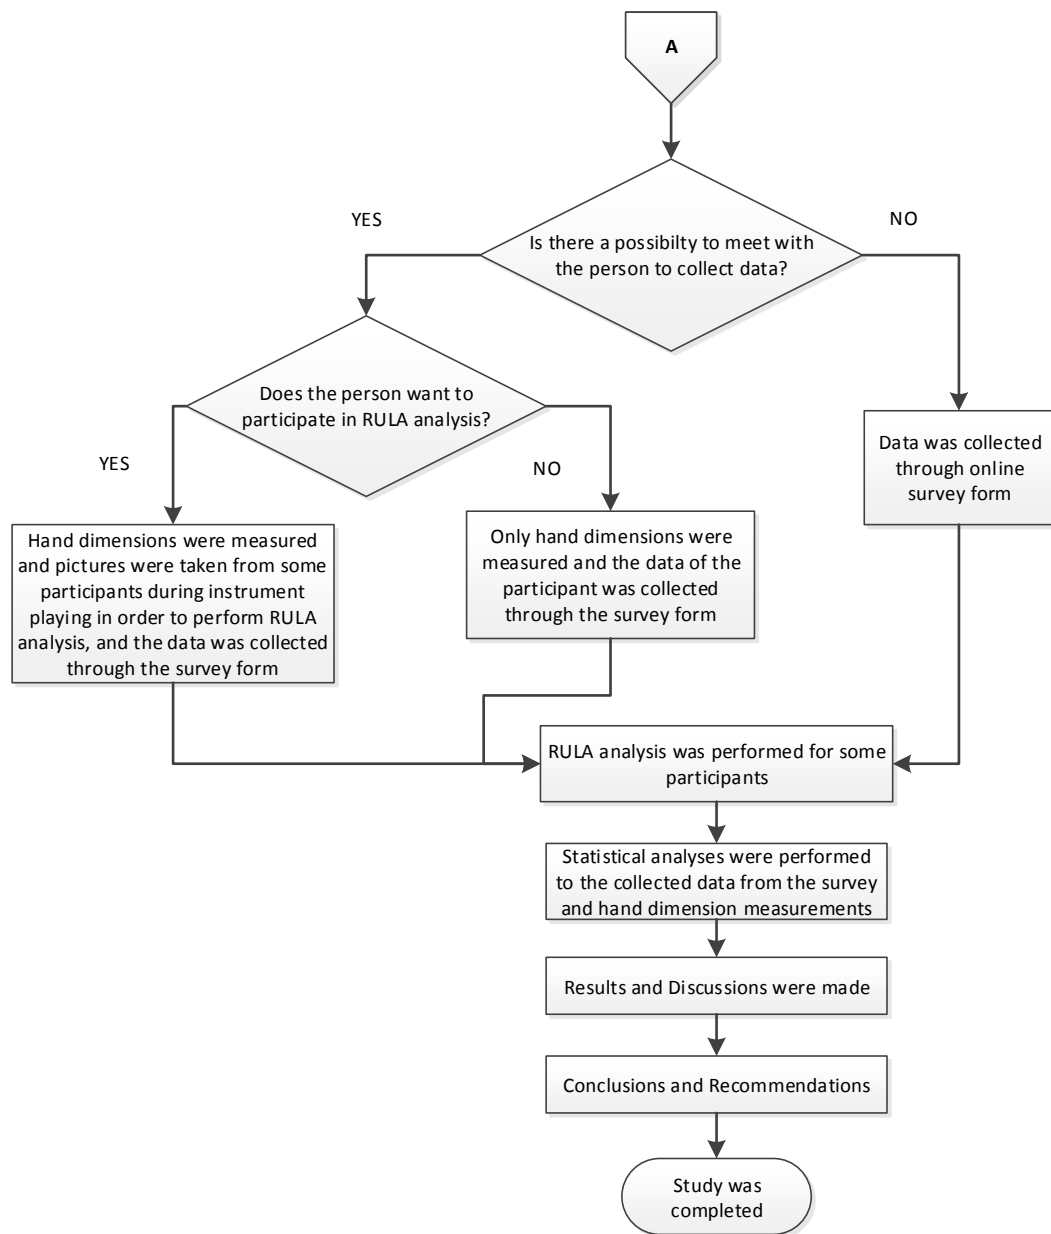 A
YES
NO
Is there a possibilty to meet with
the person to collect data?
Does the person want to
participate in RULA analysis?
YES
NO
Data was collected
through online
survey form
Hand dimensions were measured
and pictures were taken from some
participants during instrument
playing in order to perform RULA
analysis, and the data was collected
through the survey form
Only hand dimensions were
measured and the data of the
participant was collected
through the survey form
RULA analysis was performed for some
participants
Statistical analyses were performed
to the collected data from the survey
and hand dimension measurements
Results and Discussions were made
Conclusions and Recommendations
Study was
completed